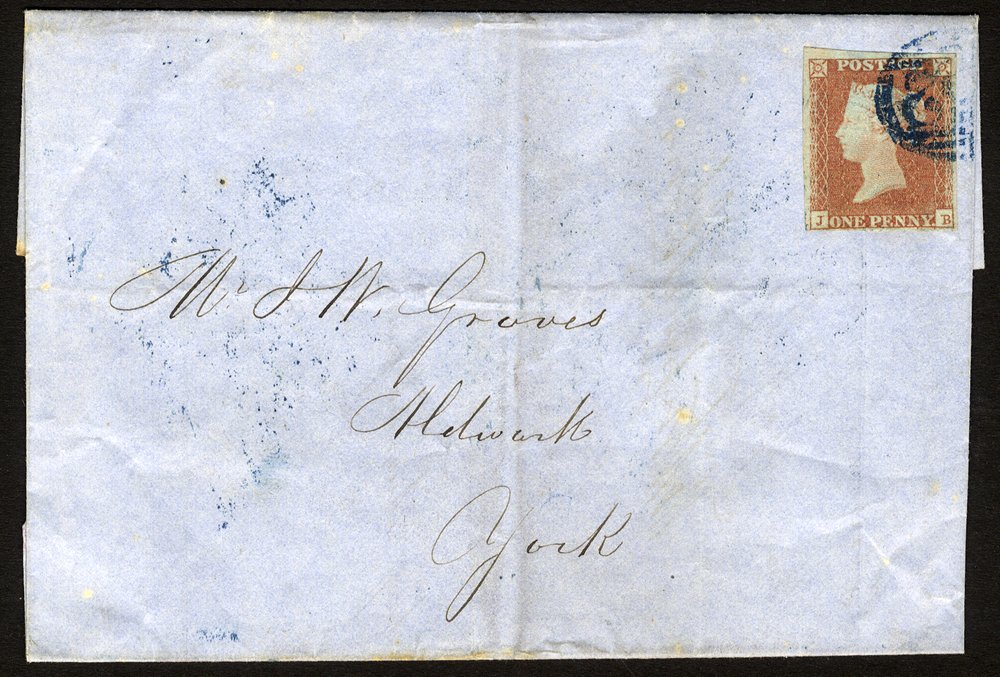 POSTAGE
J ONE PENNY. B
Mr J W. Groves
Aldwark
York